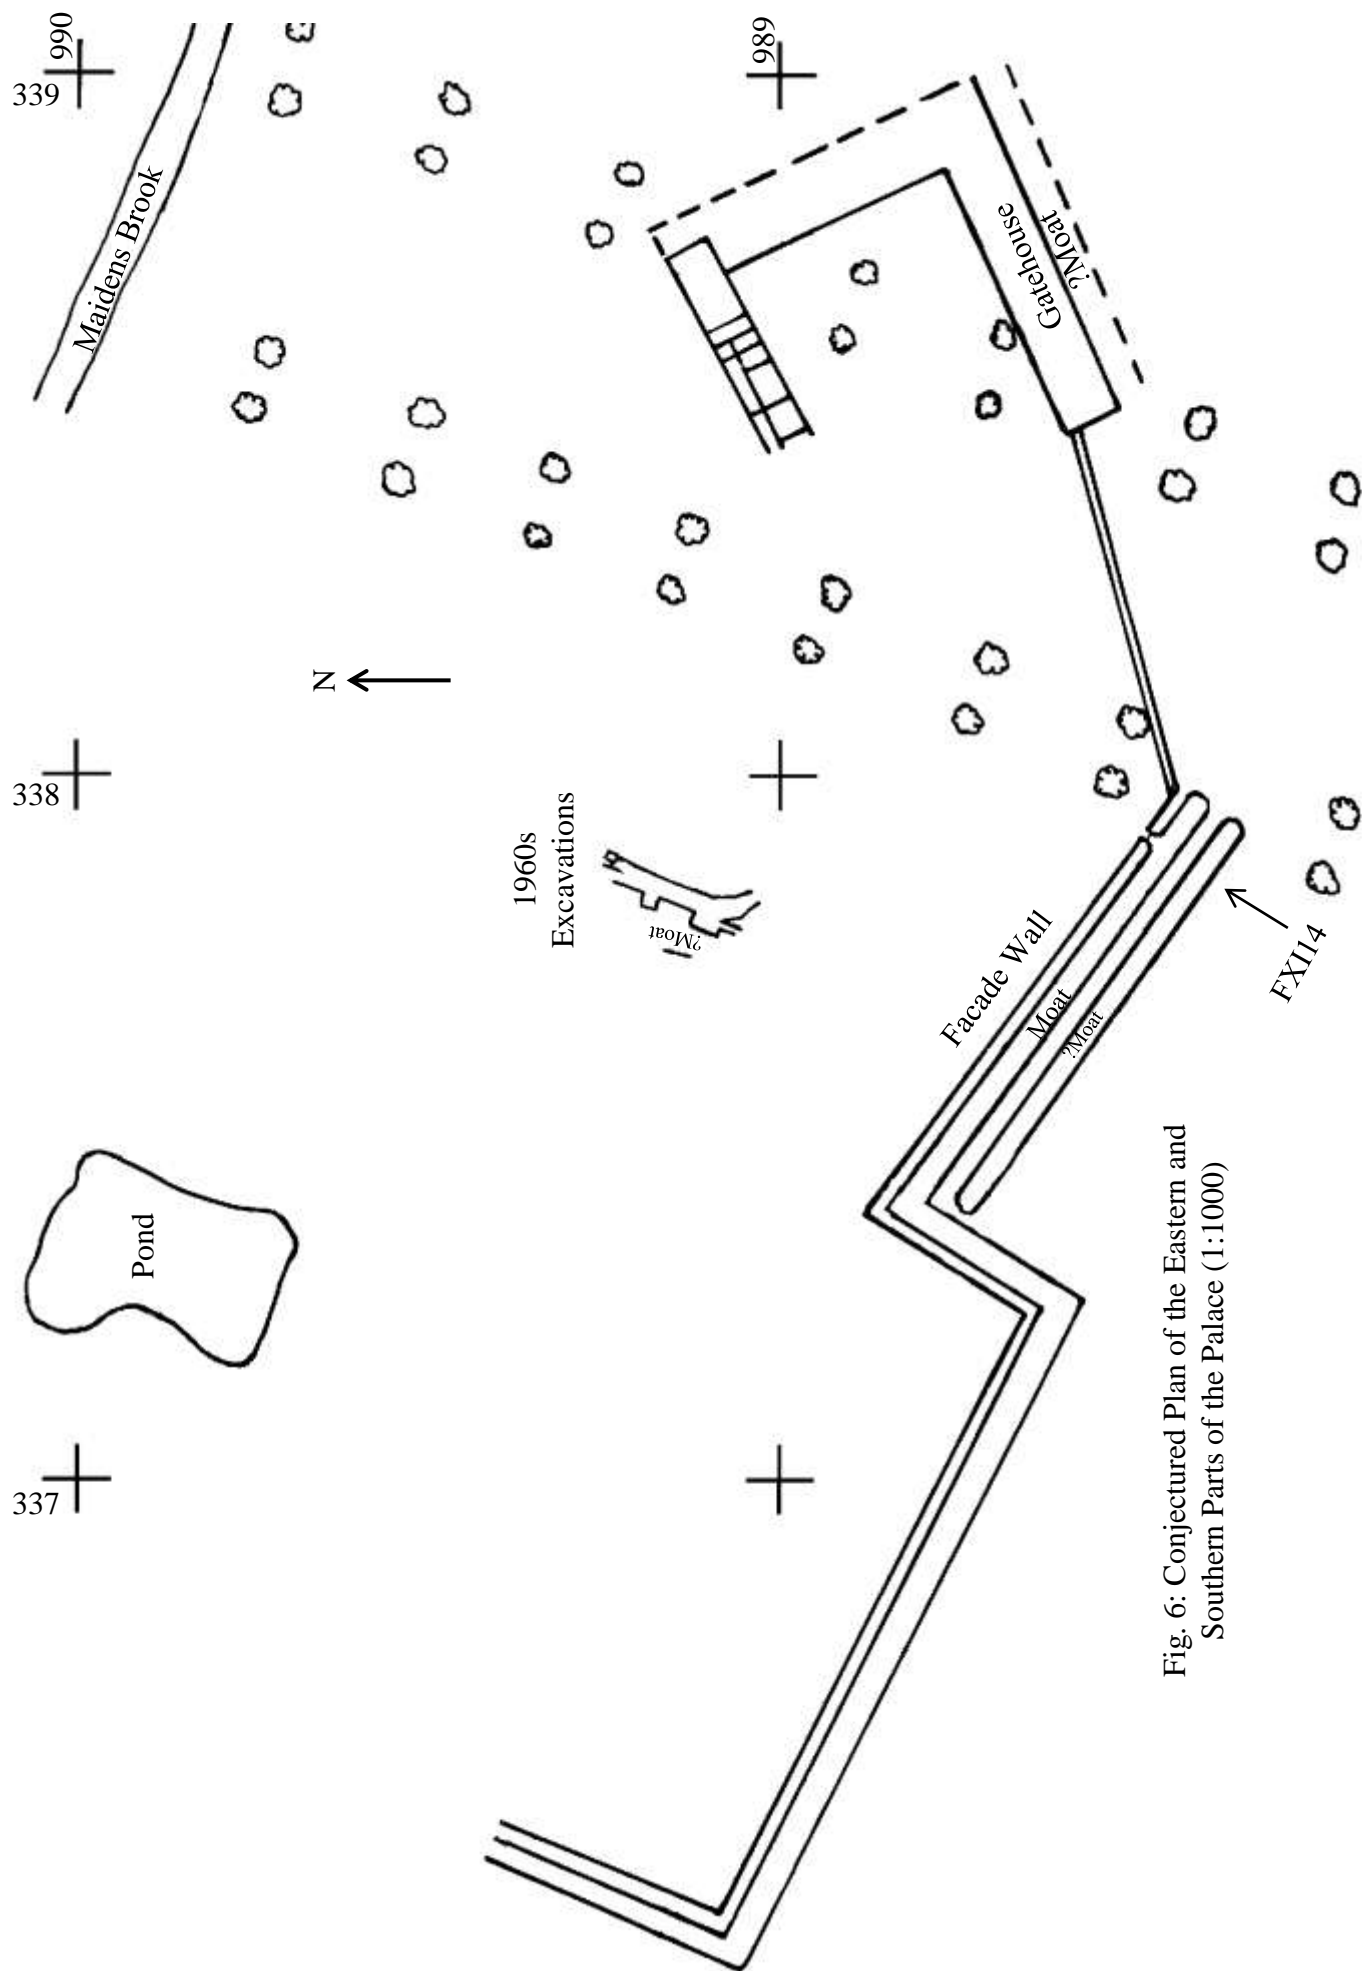 337
338
339
990
989
Pond
Maidens Brook
N
1960s
Excavations
?Moat
Facade Wall
Moat
?Moat
Gatehouse
?Moat
FXI14
Fig. 6: Conjectured Plan of the Eastern and
Southern Parts of the Palace (1:1000)